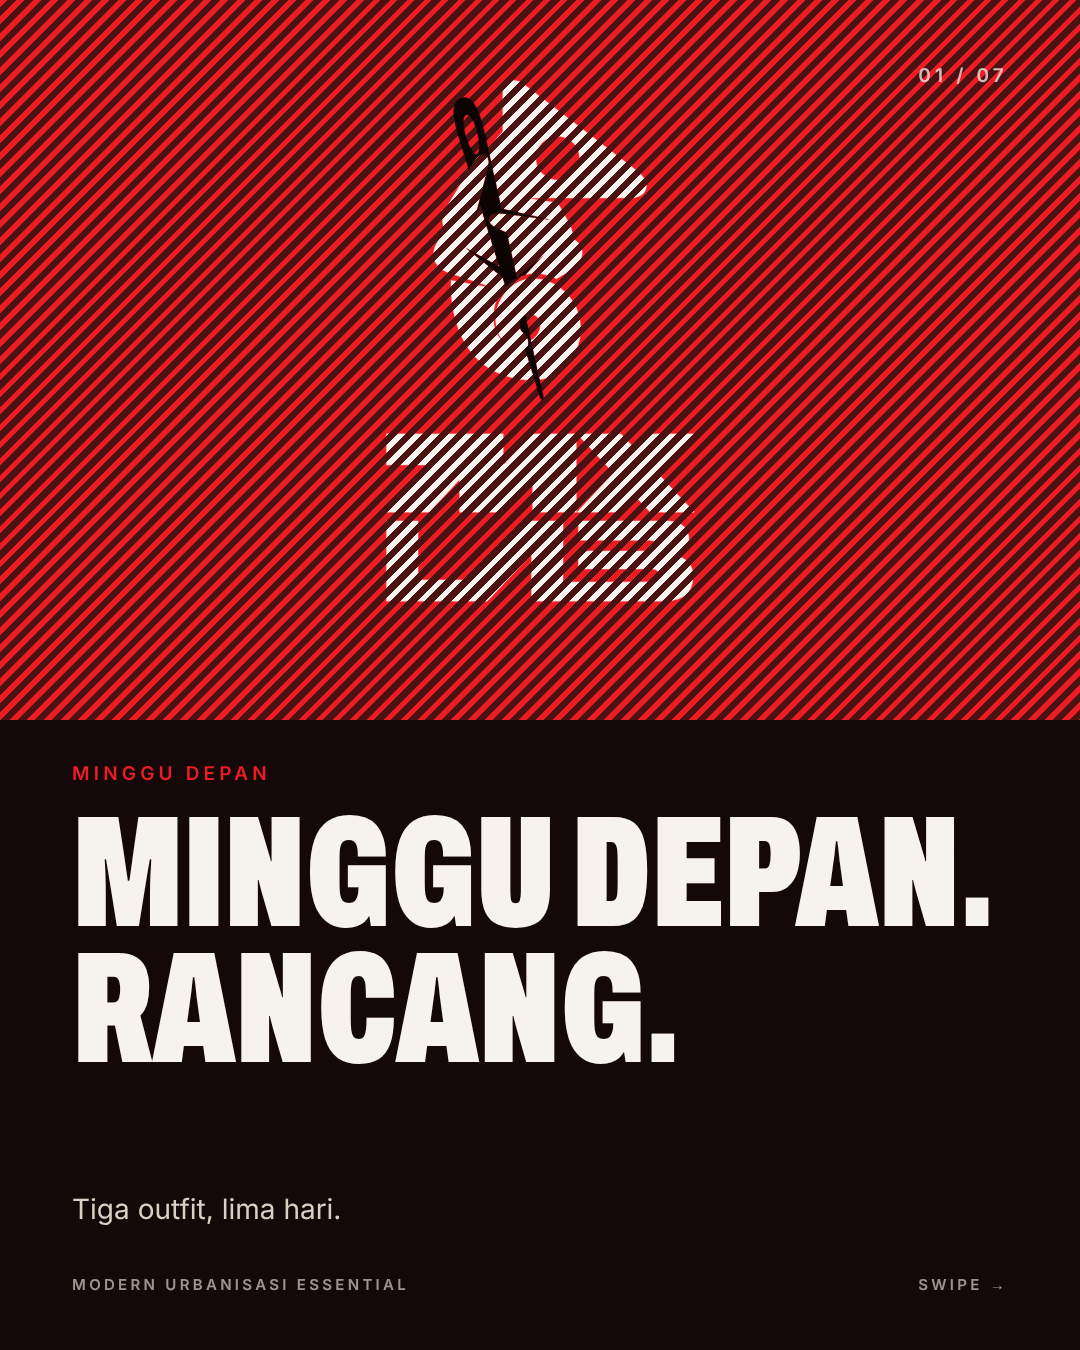 01 / 07
MINGGU DEPAN
MINGGU DEPAN.
RANCANG.
Tiga outfit, lima hari.
MODERN URBANISASI ESSENTIAL
SWIPE →